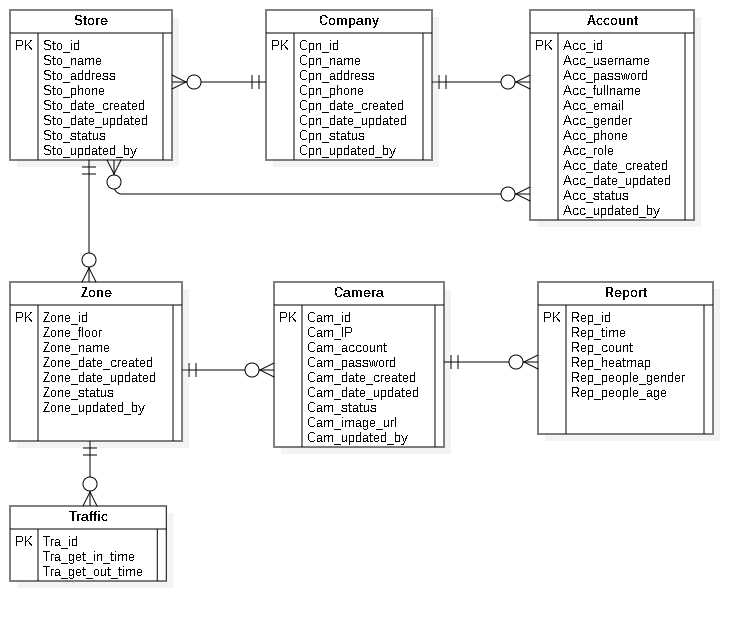 Store
PK
Sto_id
Sto_name
Sto_address
Sto_phone
Sto_date_created
Sto_date_updated
Sto_status
Sto_updated_by
Company
PK
Cpn_id
Cpn_name
Cpn_address
Cpn_phone
Cpn_date_created
Cpn_date_updated
Cpn_status
Cpn_updated_by
Account
PK
Acc_id
Acc_username
Acc_password
Acc_fullname
Acc_email
Acc_gender
Acc_phone
Acc_role
Acc_date_created
Acc_date_updated
Acc_status
Acc_updated_by
Zone
PK
Zone_id
Zone_floor
Zone_name
Zone_date_created
Zone_date_updated
Zone_status
Zone_updated_by
Camera
PK
Cam_id
Cam_IP
Cam_account
Cam_password
Cam_date_created
Cam_date_updated
Cam_status
Cam_image_url
Cam_updated_by
Report
PK
Rep_id
Rep_time
Rep_count
Rep_heatmap
Rep_people_gender
Rep_people_age
Traffic
PK
Tra_id
Tra_get_in_time
Tra_get_out_time